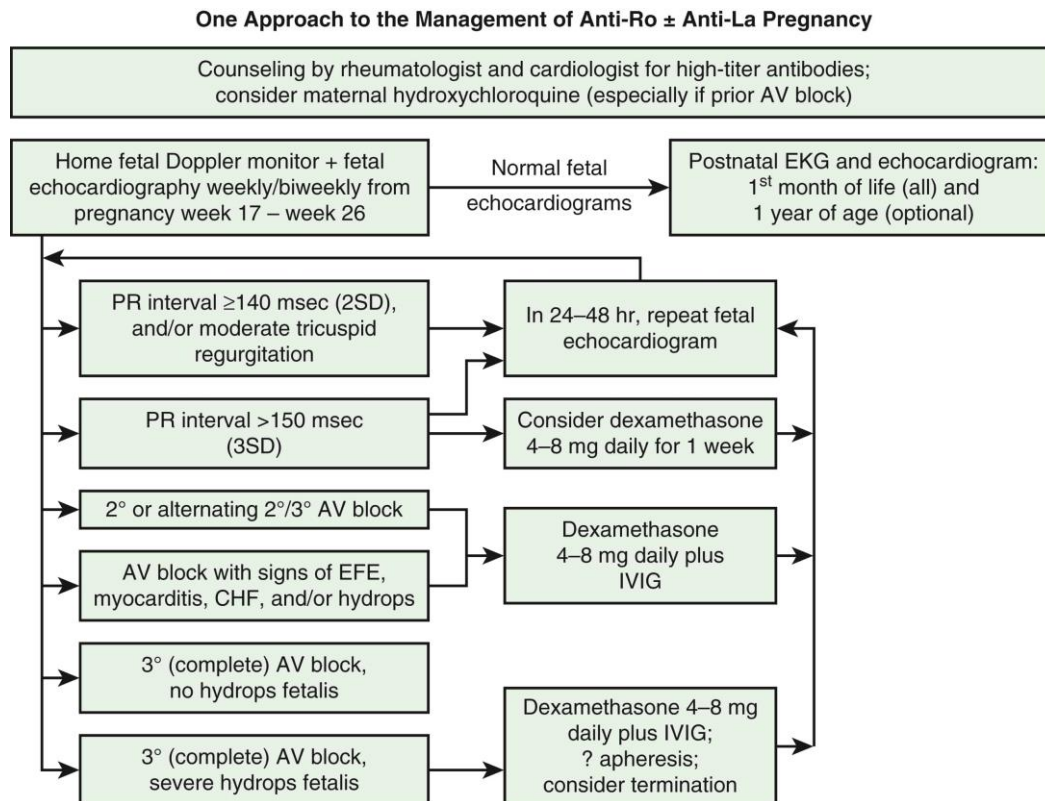 One Approach to the Management of Anti-Ro ± Anti-La Pregnancy
Counseling by rheumatologist and cardiologist for high-titer antibodies;
consider maternal hydroxychloroquine (especially if prior AV block)
Home fetal Doppler monitor + fetal
echocardiography weekly/biweekly from
pregnancy week 17 – week 26
Normal fetal
echocardiograms
Postnatal EKG and echocardiogram:
1st month of life (all) and
1 year of age (optional)
PR interval ≥140 msec (2SD),
and/or moderate tricuspid
regurgitation
In 24–48 hr, repeat fetal
echocardiogram
PR interval >150 msec
(3SD)
Consider dexamethasone
4–8 mg daily for 1 week
2° or alternating 2°/3° AV block
AV block with signs of EFE,
myocarditis, CHF, and/or hydrops
Dexamethasone
4–8 mg daily plus
IVIG
3° (complete) AV block,
no hydrops fetalis
3° (complete) AV block,
severe hydrops fetalis
Dexamethasone 4–8 mg
daily plus IVIG;
? apheresis;
consider termination